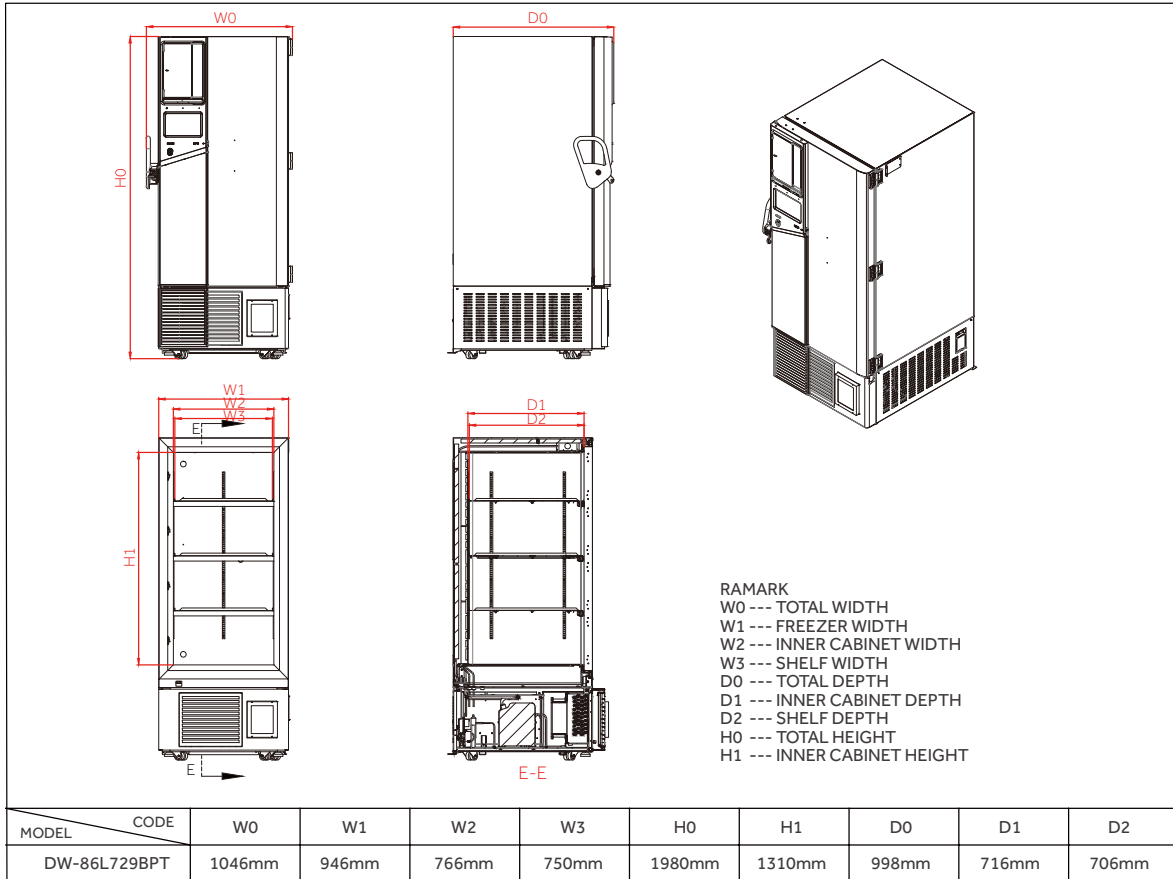 W0
D0
H0
W1
W2
W3
E
H1
E
D1
D2
E-E
RAMARK
W0 --- TOTAL WIDTH
W1 --- FREEZER WIDTH
W2 --- INNER CABINET WIDTH
W3 --- SHELF WIDTH
D0 --- TOTAL DEPTH
D1 --- INNER CABINET DEPTH
D2 --- SHELF DEPTH
H0 --- TOTAL HEIGHT
H1 --- INNER CABINET HEIGHT
MODEL CODE W0 W1 W2 W3 H0 H1 D0 D1 D2
DW-86L729BPT 1046mm 946mm 766mm 750mm 1980mm 1310mm 998mm 716mm 706mm